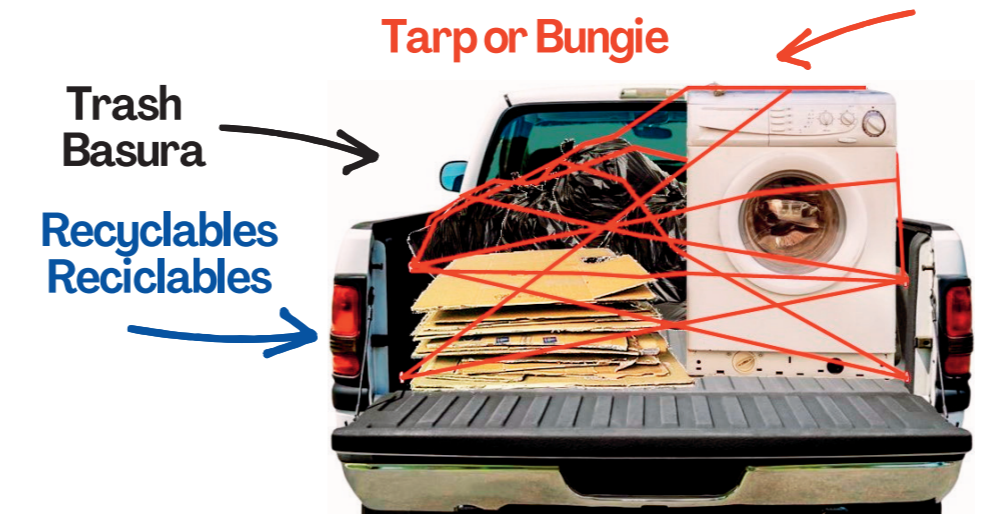 Tarp or Bungie
Trash
Basura
Recyclables
Reciclables